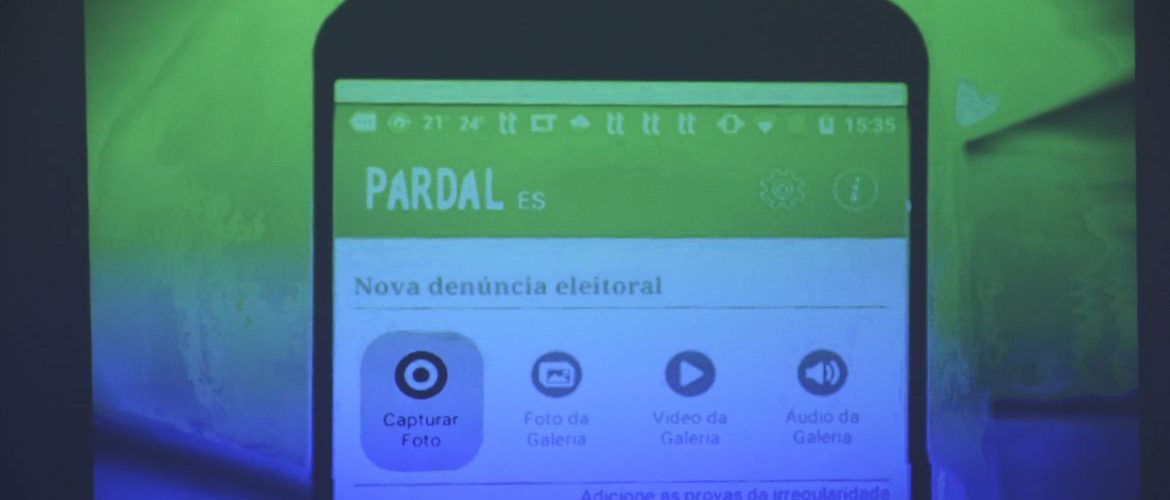 21° 24° 15:35
PARDAL ES
Nova denúncia eleitoral
Capturar Foto
Foto da Galeria
Video da Galeria
Áudio da Galeria
Adicione as provas da irregularidade